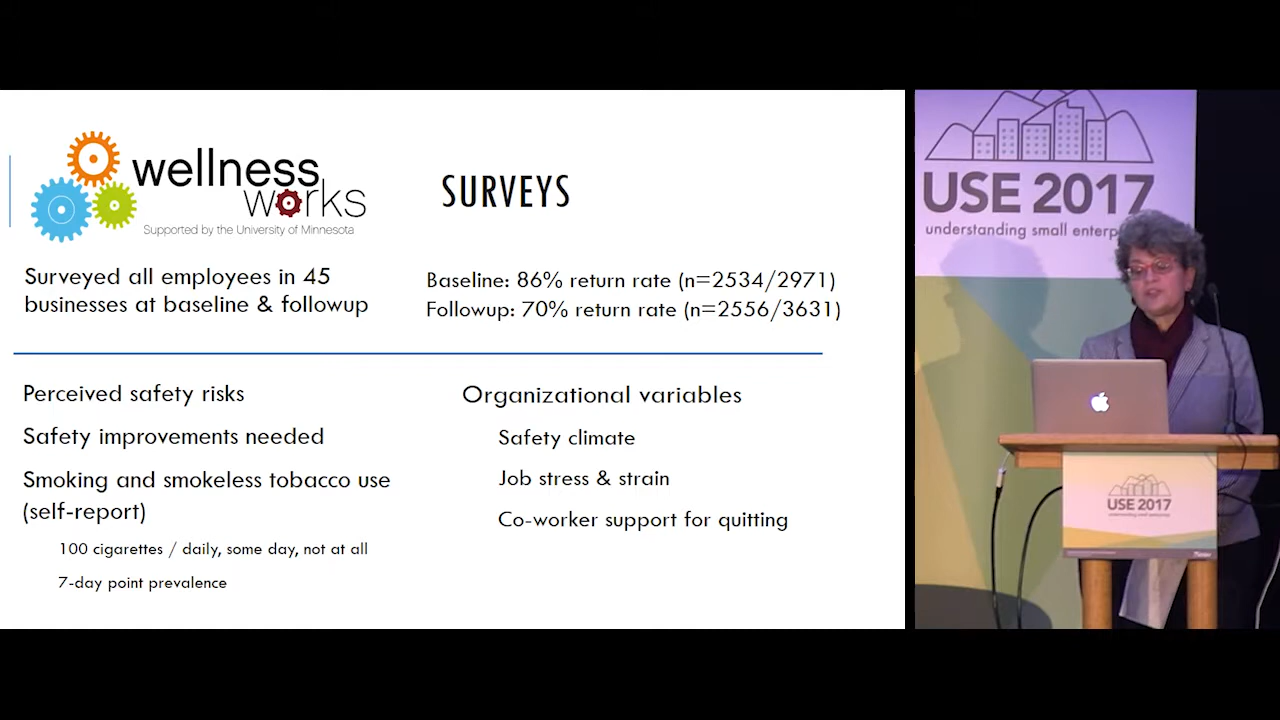 wellness
works
Supported by the University of Minnesota
SURVEYS
Surveyed all employees in 45
businesses at baseline & followup
Baseline: 86% return rate (n=2534/2971)
Followup: 70% return rate (n=2556/3631)
Perceived safety risks
Safety improvements needed
Smoking and smokeless tobacco use
(self-report)
100 cigarettes / daily, some day, not at all
7-day point prevalence
Organizational variables
Safety climate
Job stress & strain
Co-worker support for quitting
USE 2017
understanding small
USE 2017
understanding small enterprises